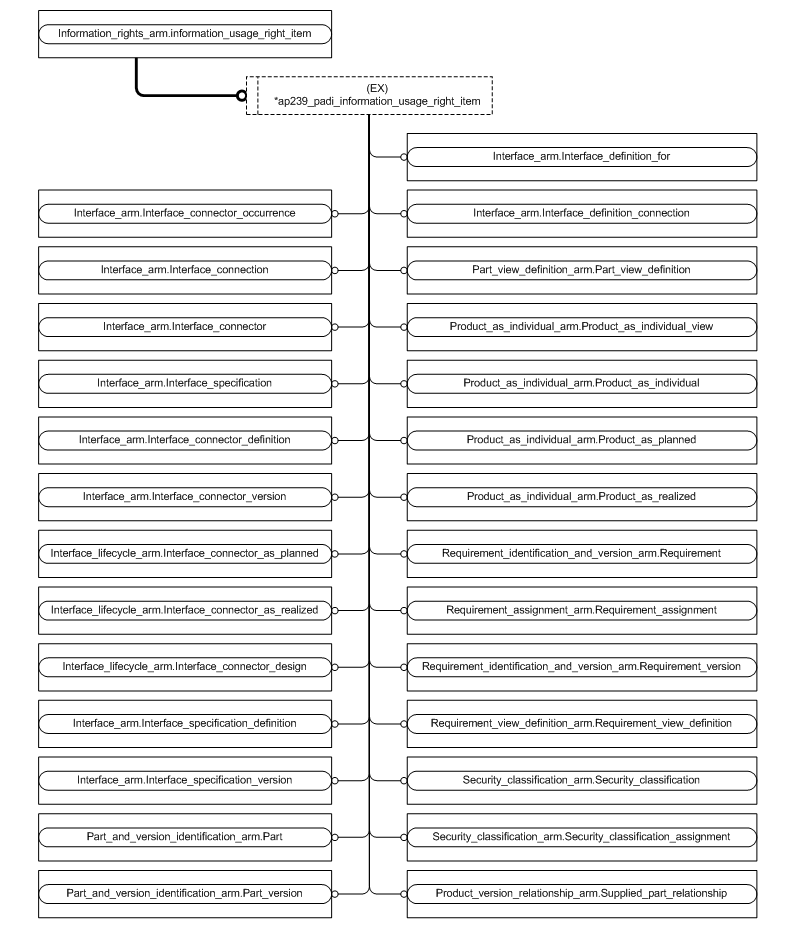 Information_rights_arm.information_usage_right_item
(EX)
*ap239_padi_information_usage_right_item
Interface_arm.Interface_definition_for
Interface_arm.Interface_connector_occurrence
Interface_arm.Interface_definition_connection
Interface_arm.Interface_connection
Part_view_definition_arm.Part_view_definition
Interface_arm.Interface_connector
Product_as_individual_arm.Product_as_individual_view
Interface_arm.Interface_specification
Product_as_individual_arm.Product_as_individual
Interface_arm.Interface_connector_definition
Product_as_individual_arm.Product_as_planned
Interface_arm.Interface_connector_version
Product_as_individual_arm.Product_as_realized
Interface_lifecycle_arm.Interface_connector_as_planned
Requirement_identification_and_version_arm.Requirement
Interface_lifecycle_arm.Interface_connector_as_realized
Requirement_assignment_arm.Requirement_assignment
Interface_lifecycle_arm.Interface_connector_design
Requirement_identification_and_version_arm.Requirement_version
Interface_arm.Interface_specification_definition
Requirement_view_definition_arm.Requirement_view_definition
Interface_arm.Interface_specification_version
Security_classification_arm.Security_classification
Part_and_version_identification_arm.Part
Security_classification_arm.Security_classification_assignment
Part_and_version_identification_arm.Part_version
Product_version_relationship_arm.Supplied_part_relationship